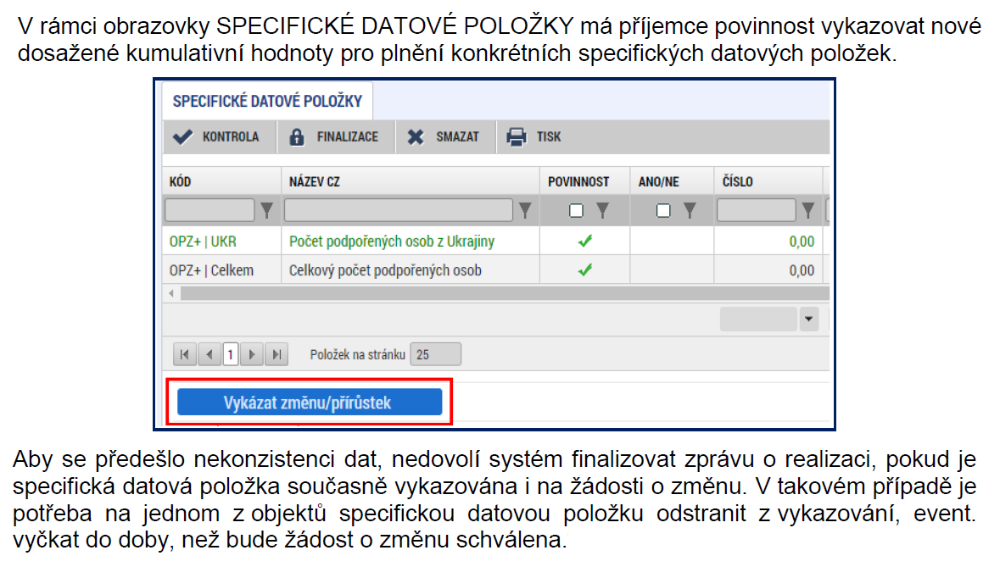 V rámci obrazovky SPECIFICKÉ DATOVÉ POLOŽKY má příjemce povinnost vykazovat nové
dosažené kumulativní hodnoty pro plnění konkrétních specifických datových položek.
SPECIFICKÉ DATOVÉ POLOŽKY
KONTROLA FINALIZACE SMAZAT TISK
KÓD NÁZEV CZ POVINNOST ANO/NE ČÍSLO
OPZ+ | UKR Počet podpořených osob z Ukrajiny 0,00
OPZ+ | Celkem Celkový počet podpořených osob 0,00
1 Položek na stránku 25
Vykázat změnu/přírůstek
Aby se předešlo nekonzistenci dat, nedovolí systém finalizovat zprávu o realizaci, pokud je
specifická datová položka současně vykazována i na žádosti o změnu. V takovém případě je
potřeba na jednom z objektů specifickou datovou položku odstranit z vykazování, event.
vyčkat do doby, než bude žádost o změnu schválena.